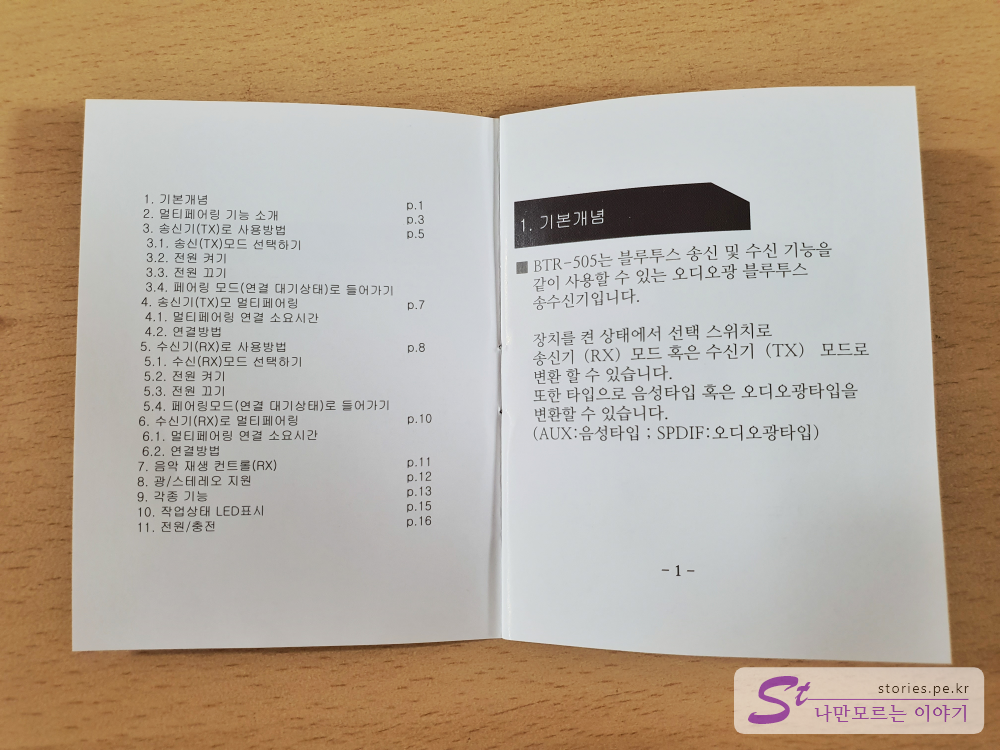 1. 기본개념 p.1
2. 멀티페어링 기능 소개 p.3
3. 송신기(TX)로 사용방법 p.5
3.1. 송신(TX)모드 선택하기
3.2. 전원 켜기
3.3. 전원 끄기
3.4. 페어링 모드(연결 대기상태)로 들어가기
4. 송신기(TX)모 멀티페어링 p.7
4.1. 멀티페어링 연결 소요시간
4.2. 연결방법
5. 수신기(RX)로 사용방법 p.8
5.1. 수신(RX)모드 선택하기
5.2. 전원 켜기
5.3. 전원 끄기
5.4. 페어링모드(연결 대기상태)로 들어가기
6. 수신기(RX)로 멀티페어링 p.10
6.1. 멀티페어링 연결 소요시간
6.2. 연결방법
7. 음악 재생 컨트롤(RX) p.11
8. 광/스테레오 지원 p.12
9. 각종 기능 p.13
10. 작업상태 LED표시 p.15
11. 전원/충전 p.16
1. 기본개념
■ BTR-505는 블루투스 송신 및 수신 기능을
같이 사용할 수 있는 오디오광 블루투스
송수신기입니다.
장치를 켠 상태에서 선택 스위치로
송신기 (RX) 모드 혹은 수신기 (TX) 모드로
변환 할 수 있습니다.
또한 타입으로 음성타입 혹은 오디오광타입을
변환할 수 있습니다.
(AUX:음성타입 ; SPDIF:오디오광타입)
- 1 -
St
stories.pe.kr
나만모르는 이야기